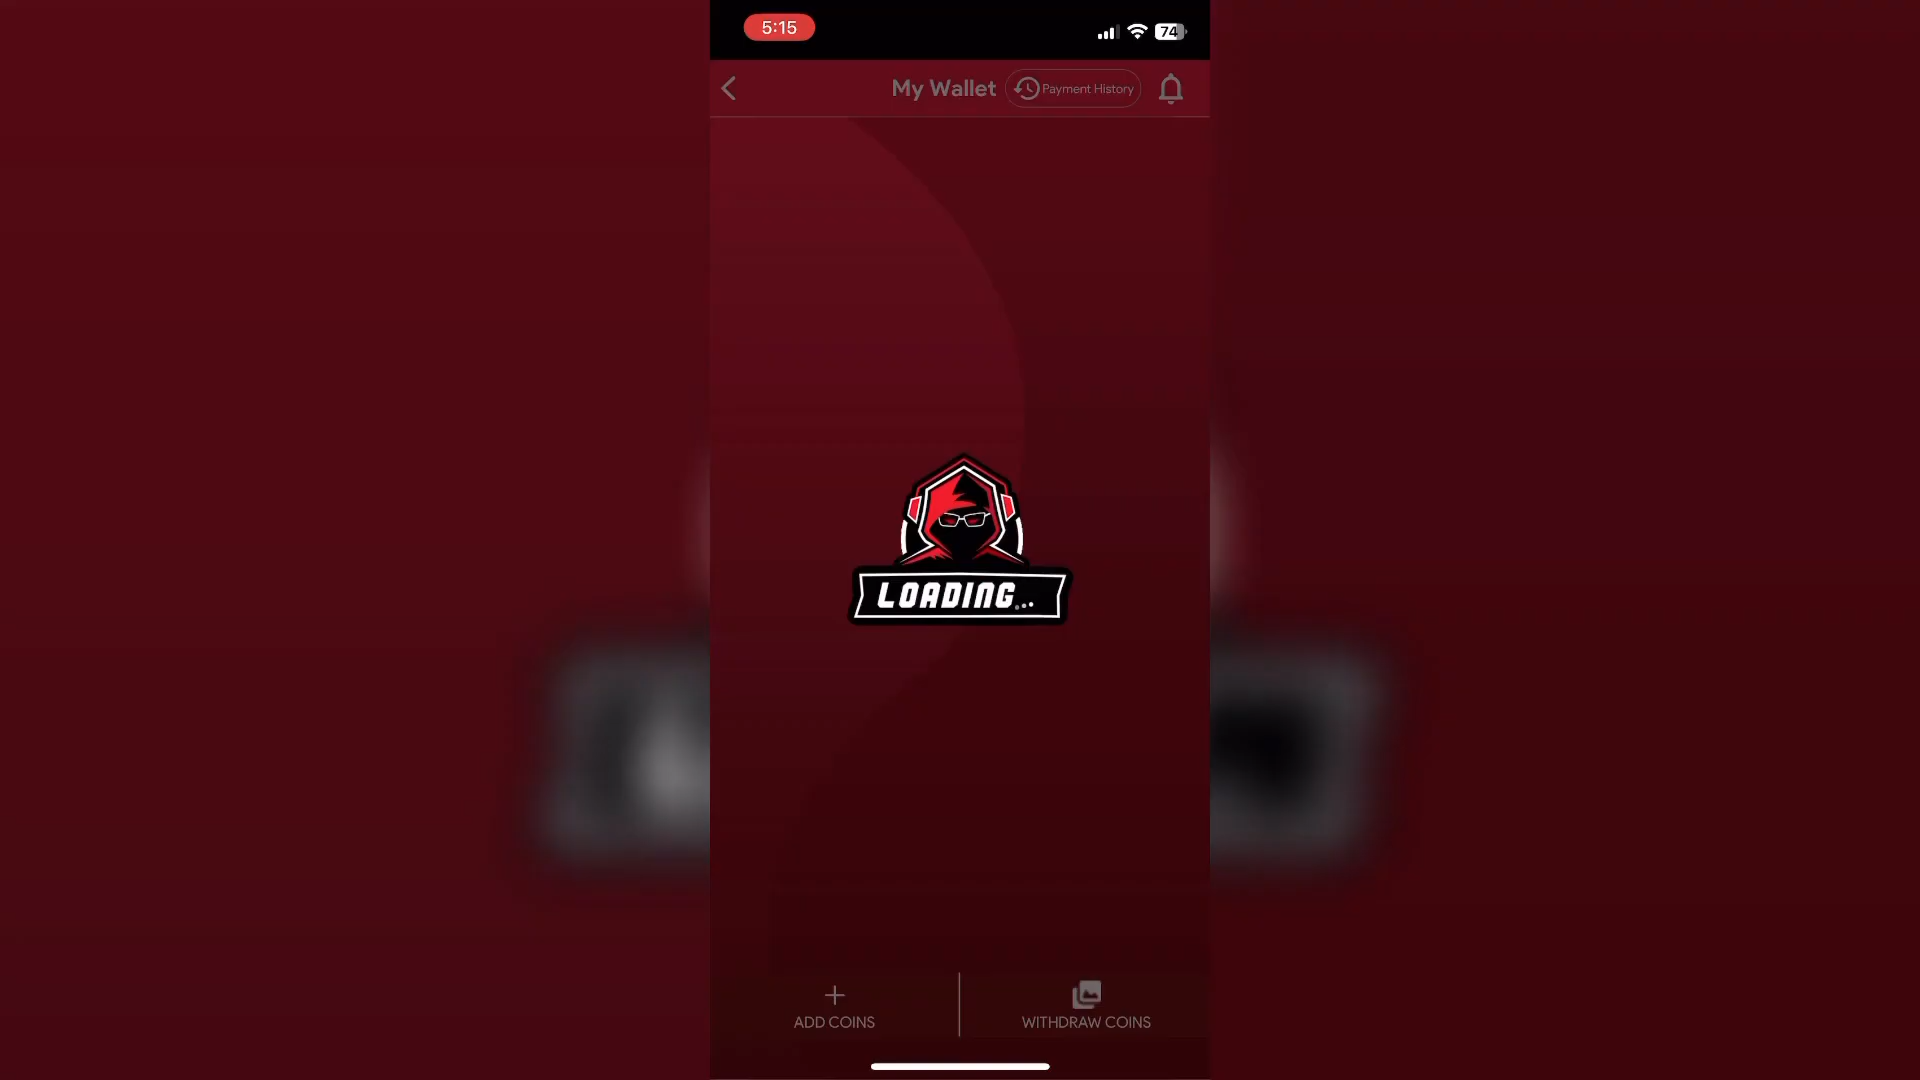 5:15
74
My Wallet
Payment History
LOADING...
ADD COINS
WITHDRAW COINS